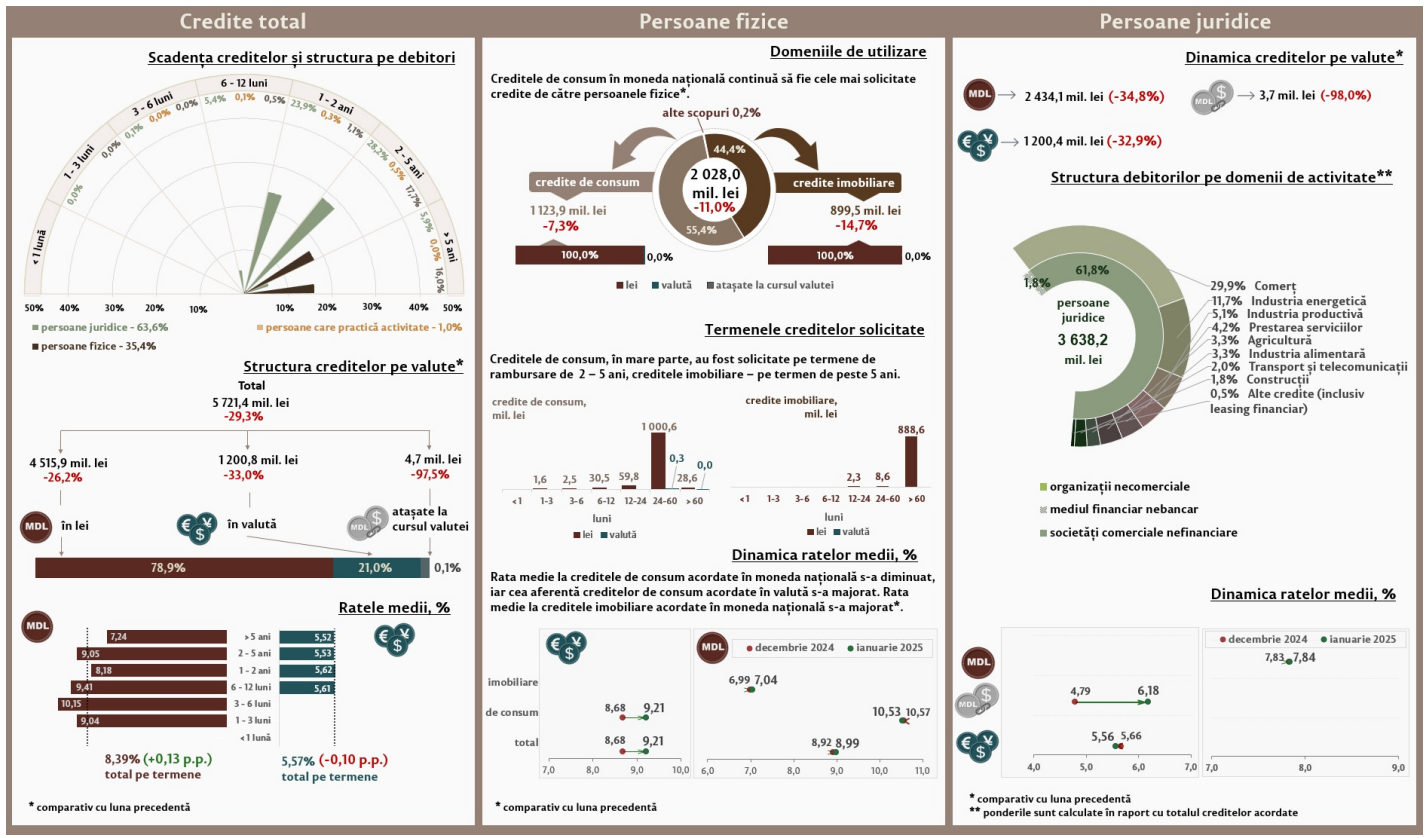 Credite total
Scadența creditelor și structura pe debitori
< 1 lună
1 - 3 luni
3 - 6 luni
6 - 12 luni
1 - 2 ani
2 - 5 ani
> 5 ani
0,0%
0,0%
0,1%
0,0%
0,0%
5,4%
0,1%
0,5%
23,9%
0,3%
1,1%
28,2%
0,5%
17,7%
5,9%
0,0%
16,0%
50% 40% 30% 20% 10% 10% 20% 30% 40% 50%
persoane juridice - 63,6%
persoane care practică activitate - 1,0%
persoane fizice - 35,4%
Structura creditelor pe valute*
Total
5 721,4 mil. lei
-29,3%
4 515,9 mil. lei
-26,2%
1 200,8 mil. lei
-33,0%
4,7 mil. lei
-97,5%
MDL în lei
€ ¥ $ în valută
MDL $ atașate la
cursul valutei
78,9% 21,0% 0,1%
Ratele medii, %
MDL
€ ¥ $
7,24 > 5 ani 5,52
9,05 2 - 5 ani 5,53
8,18 1 - 2 ani 5,62
9,41 6 - 12 luni 5,61
10,15 3 - 6 luni
9,04 1 - 3 luni
<1 lună
8,39% (+0,13 p.p.)
total pe termene
5,57% (-0,10 p.p.)
total pe termene
* comparativ cu luna precedentă
Persoane fizice
Domeniile de utilizare
Creditele de consum în moneda națională continuă să fie cele mai solicitate
credite de către persoanele fizice*.
alte scopuri 0,2%
44,4%
2 028,0
mil. lei
-11,0%
55,4%
credite de consum
1 123,9 mil. lei
-7,3%
100,0% 0,0%
credite imobiliare
899,5 mil. lei
-14,7%
100,0% 0,0%
lei valută atașate la cursul valutei
Termenele creditelor solicitate
Creditele de consum, în mare parte, au fost solicitate pe termene de
rambursare de 2 – 5 ani, creditele imobiliare – pe termen de peste 5 ani.
credite de consum,
mil. lei
1,6 2,5 30,5 59,8 1 000,6 0,3 28,6 0,0
<1 1-3 3-6 6-12 12-24 24-60 > 60
luni
lei valută
credite imobiliare,
mil. lei
2,3 8,6 888,6
<1 1-3 3-6 6-12 12-24 24-60 > 60
luni
lei valută
Dinamica ratelor medii, %
Rata medie la creditele de consum acordate în moneda națională s-a diminuat,
iar cea aferentă creditelor de consum acordate în valută s-a majorat. Rata
medie la creditele imobiliare acordate în moneda națională s-a majorat*.
€ ¥ $
MDL
decembrie 2024 ianuarie 2025
imobiliare 6,99 7,04
de consum 8,68 9,21 10,53 10,57
total 8,68 9,21 8,92 8,99
7,0 8,0 9,0 10,0
6,0 7,0 8,0 9,0 10,0 11,0
* comparativ cu luna precedentă
Persoane juridice
Dinamica creditelor pe valute*
MDL 2 434,1 mil. lei (-34,8%)
MDL $ 3,7 mil. lei (-98,0%)
€ ¥ $ 1 200,4 mil. lei (-32,9%)
Structura debitorilor pe domenii de activitate**
61,8%
1,8%
persoane
juridice
3 638,2
mil. lei
29,9% Comerț
11,7% Industria energetică
5,1% Industria productivă
4,2% Prestarea serviciilor
3,3% Agricultură
3,3% Industria alimentară
2,0% Transport și telecomunicații
1,8% Construcții
0,5% Alte credite (inclusiv
leasing financiar)
organizații necomerciale
mediul financiar nebancar
societăți comerciale nefinanciare
Dinamica ratelor medii, %
decembrie 2024 ianuarie 2025
MDL 7,83 7,84
MDL $ 4,79 6,18
€ ¥ $ 5,56 5,66
4,0 5,0 6,0 7,0
7,0 8,0 9,0
* comparativ cu luna precedentă
** ponderile sunt calculate în raport cu totalul creditelor acordate